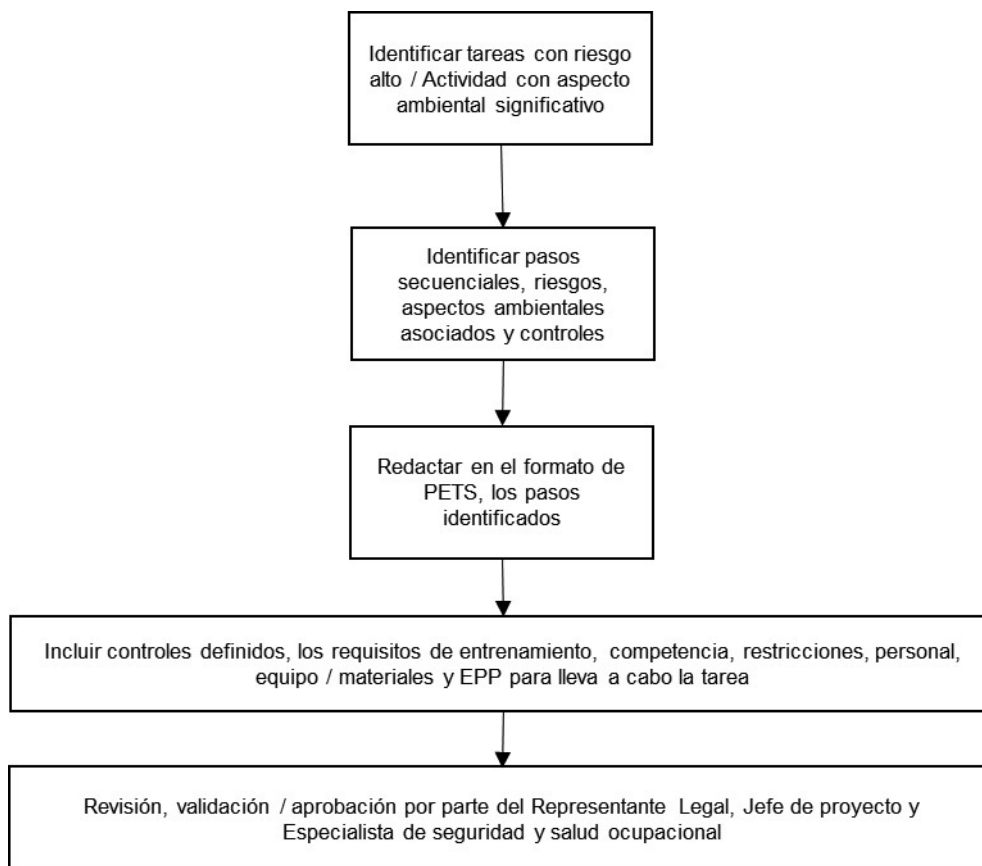 Identificar tareas con riesgo
alto / Actividad con aspecto
ambiental significativo
Identificar pasos
secuenciales, riesgos,
aspectos ambientales
asociados y controles
Redactar en el formato de
PETS, los pasos
identificados
Incluir controles definidos, los requisitos de entrenamiento, competencia, restricciones, personal,
equipo / materiales y EPP para lleva a cabo la tarea
Revisión, validación / aprobación por parte del Representante Legal, Jefe de proyecto y
Especialista de seguridad y salud ocupacional